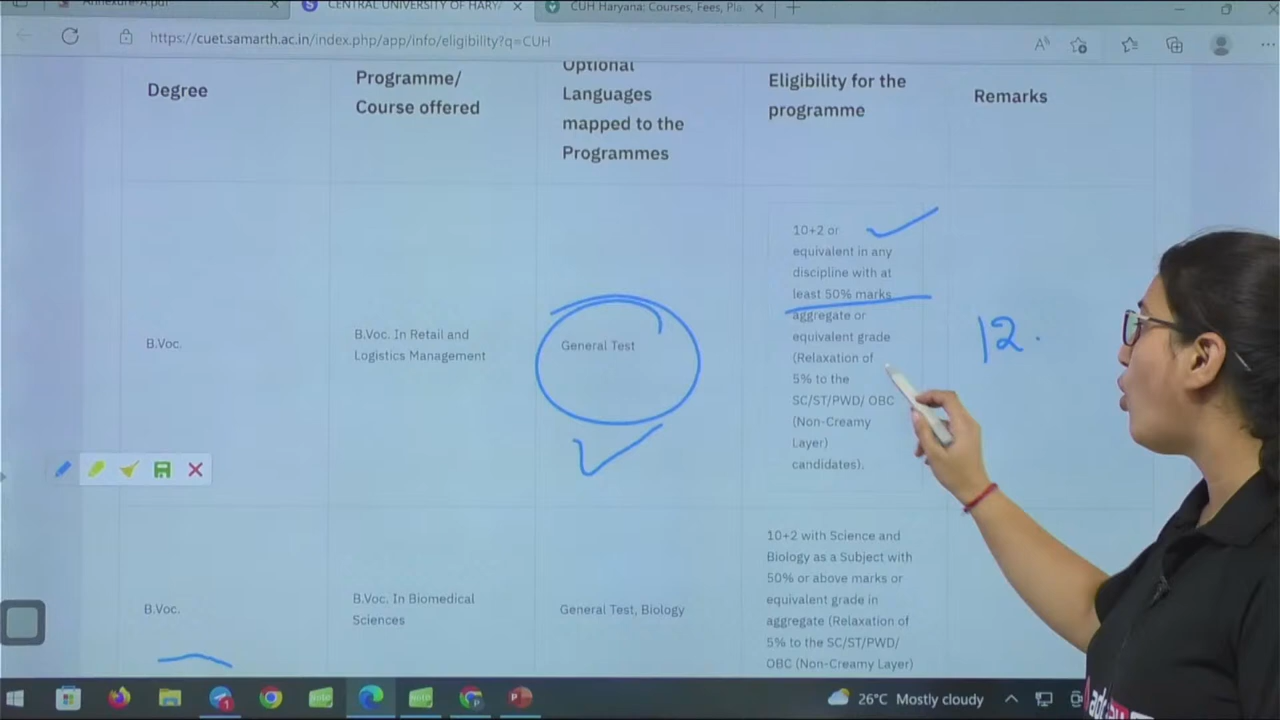 Annexure-A.pdf
CENTRAL UNIVERSITY OF HARY
CUH Haryana: Courses, Fees, Pla
https://cuet.samarth.ac.in/index.php/app/info/eligibility?q=CUH
Degree
Programme/
Course offered
Optional
Languages
mapped to the
Programmes
Eligibility for the
programme
Remarks
B.Voc.
B.Voc. In Retail and
Logistics Management
General Test
10+2 or
equivalent in any
discipline with at
least 50% marks
aggregate or
equivalent grade
(Relaxation of
5% to the
SC/ST/PWD/ OBC
(Non-Creamy
Layer)
candidates).
12.
B.Voc.
B.Voc. In Biomedical
Sciences
General Test, Biology
10+2 with Science and
Biology as a Subject with
50% or above marks or
equivalent grade in
aggregate (Relaxation of
5% to the SC/ST/PWD/
OBC (Non-Creamy Layer)
26°C Mostly cloudy